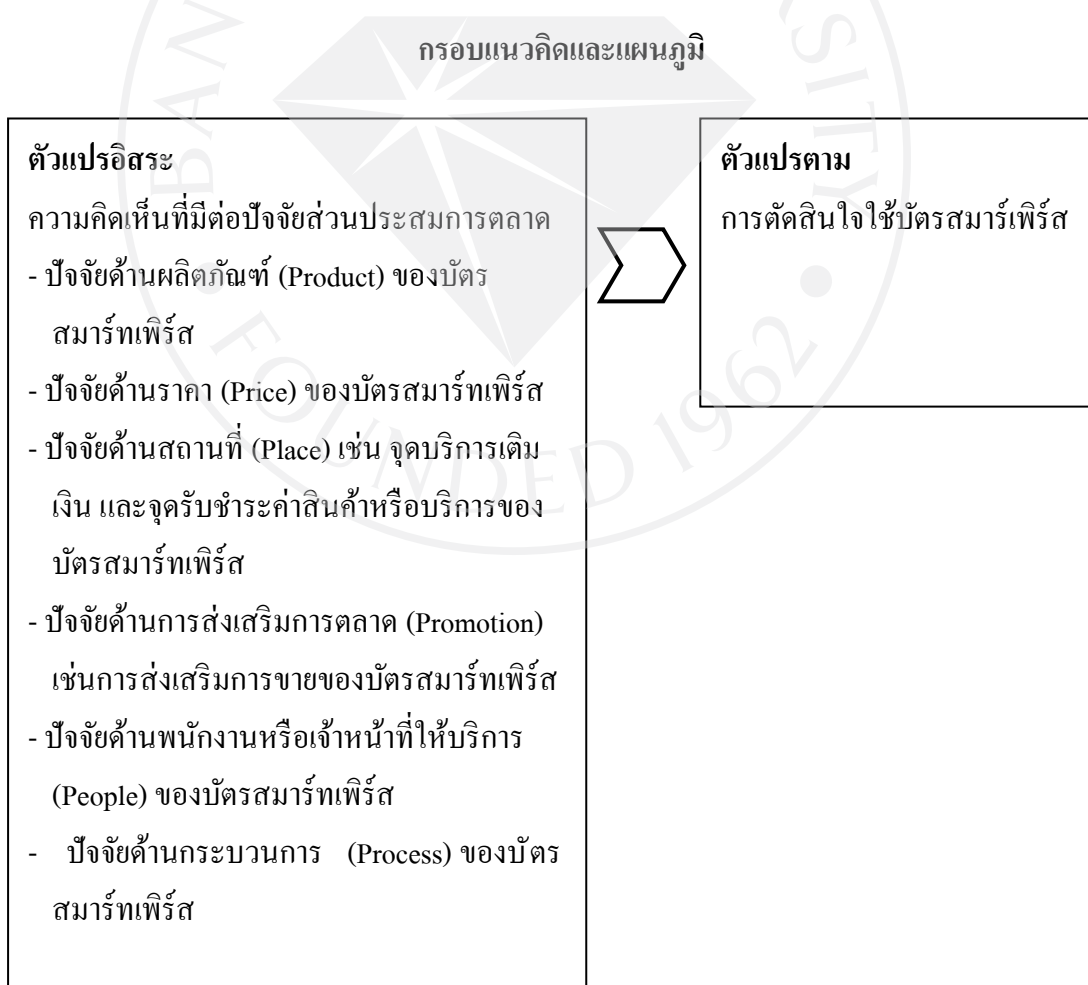 กรอบแนวคิดและแผนภูมิ
ตัวแปรอิสระ
ความคิดเห็นที่มีต่อปัจจัยส่วนประสมการตลาด
- ปัจจัยด้านผลิตภัณฑ์ (Product) ของบัตร
สมาร์ทเพิร์ส
- ปัจจัยด้านราคา (Price) ของบัตรสมาร์ทเพิร์ส
- ปัจจัยด้านสถานที่ (Place) เช่น จุดบริการเติม
เงิน และจุดรับชำระค่าสินค้าหรือบริการของ
บัตรสมาร์ทเพิร์ส
- ปัจจัยด้านการส่งเสริมการตลาด (Promotion)
เช่นการส่งเสริมการขายของบัตรสมาร์ทเพิร์ส
- ปัจจัยด้านพนักงานหรือเจ้าหน้าที่ให้บริการ
(People) ของบัตรสมาร์ทเพิร์ส
- ปัจจัยด้านกระบวนการ (Process) ของบัตร
สมาร์ทเพิร์ส
ตัวแปรตาม
การตัดสินใจใช้บัตรสมาร์เพิร์ส
FOUNDED 1962